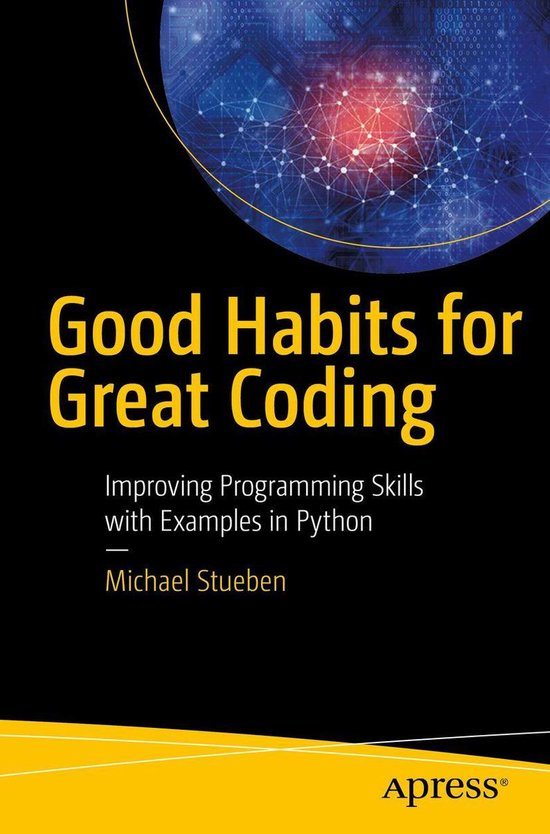 Good Habits for
Great Coding
Improving Programming Skills
with Examples in Python
—
Michael Stueben
Apress®